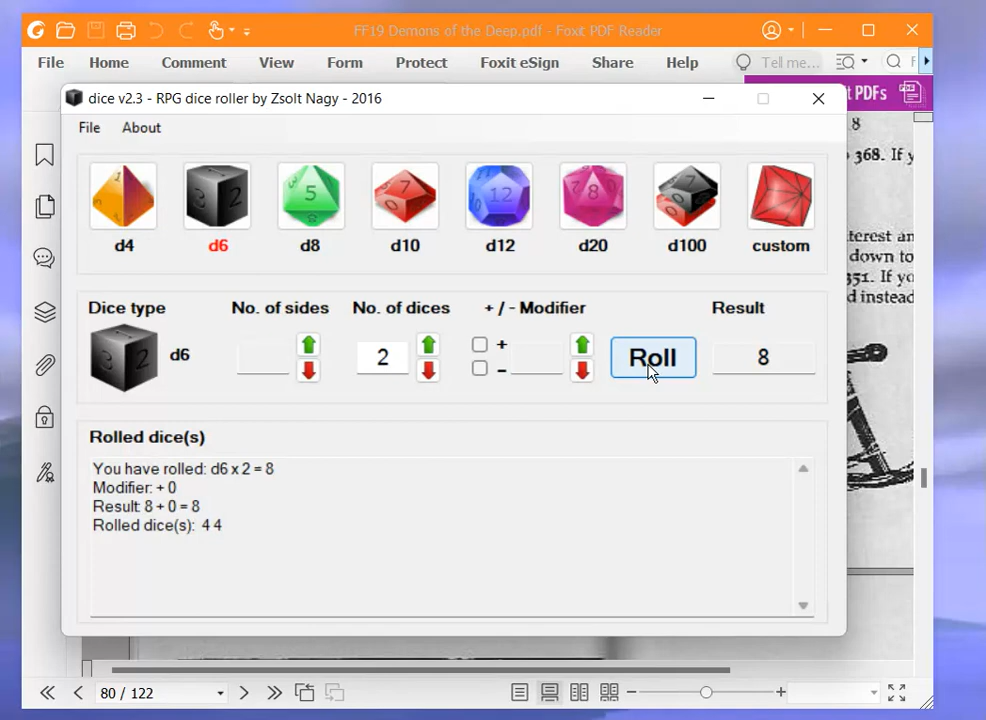 FF19 Demons of the Deep.pdf - Foxit PDF Reader
File Home Comment View Form Protect Foxit eSign Share Help Tell me... F
dice v2.3 - RPG dice roller by Zsolt Nagy - 2016
t PDFs
File About
8
368. If y
d4 d6 d8 d10 d12 d20 d100 custom
terest an
down to
351. If yo
d instead
Dice type No. of sides No. of dices + / - Modifier Result
d6 2 + - Roll 8
Rolled dice(s)
You have rolled: d6 x 2 = 8
Modifier: + 0
Result: 8 + 0 = 8
Rolled dice(s): 4 4
80 / 122